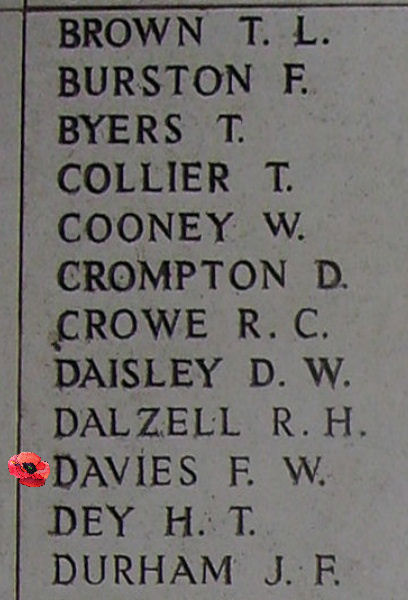 BROWN T. L.
BURSTON F.
BYERS T.
COLLIER T.
COONEY W.
CROMPTON D.
CROWE R. C.
DAISLEY D. W.
DALZELL R. H.
DAVIES F. W.
DEY H. T.
DURHAM J. F.